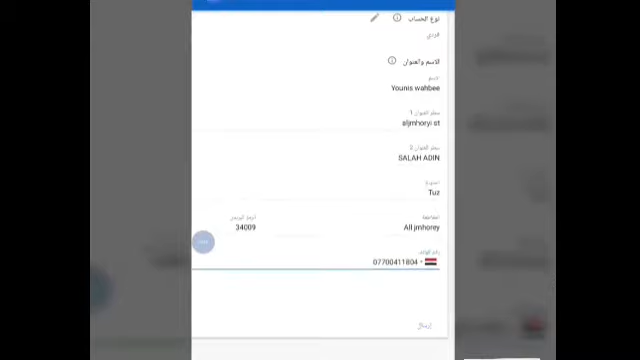 نوع الحساب
فردي
الاسم والعنوان
الاسم
Younis wahbee
سطر العنوان 1
aljmhoryi st
سطر العنوان 2
SALAH ADIN
المدينة
Tuz
المحافظة
الرمز البريدي
All jmhorey
34009
رقم الهاتف
07700411804
إرسال